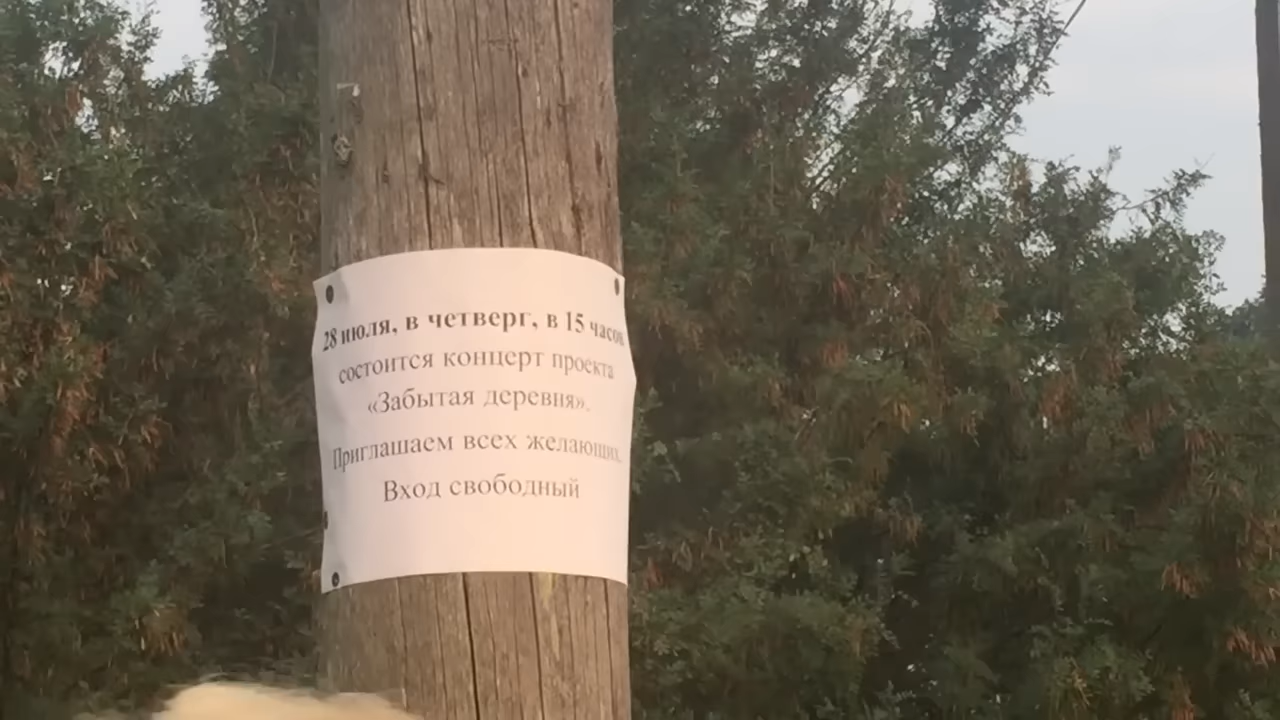 28 июля, в четверг, в 15 часов
состоится концерт проекта
«Забытая деревня».
Приглашаем всех желающих.
Вход свободный